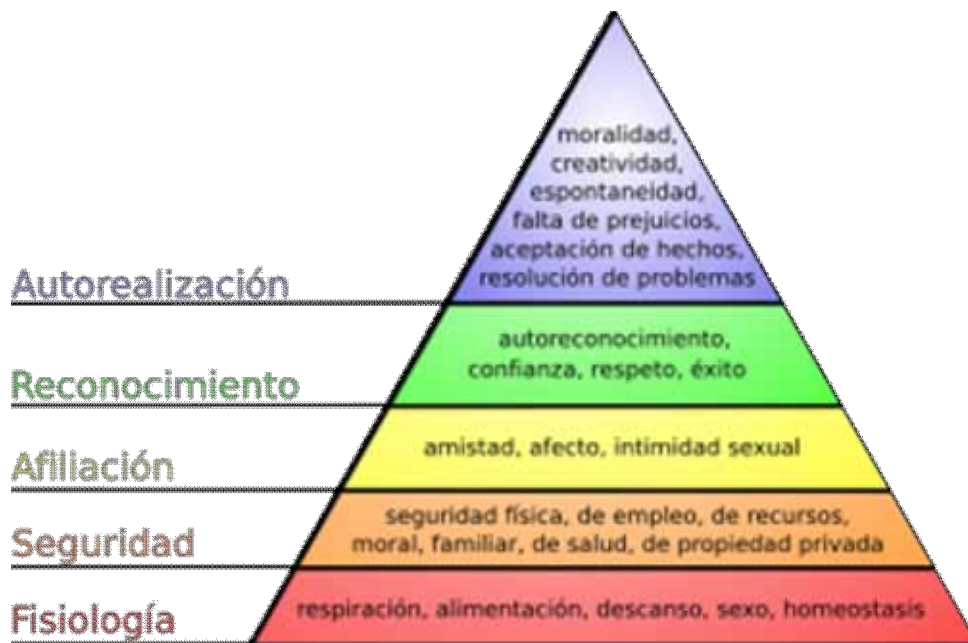 moralidad,
creatividad,
espontaneidad,
falta de prejuicios,
aceptación de hechos,
resolución de problemas
Autorealización
autoreconocimiento,
confianza, respeto, éxito
Reconocimiento
amistad, afecto, intimidad sexual
Afiliación
seguridad física, de empleo, de recursos,
moral, familiar, de salud, de propiedad privada
Seguridad
respiración, alimentación, descanso, sexo, homeostasis
Fisiología